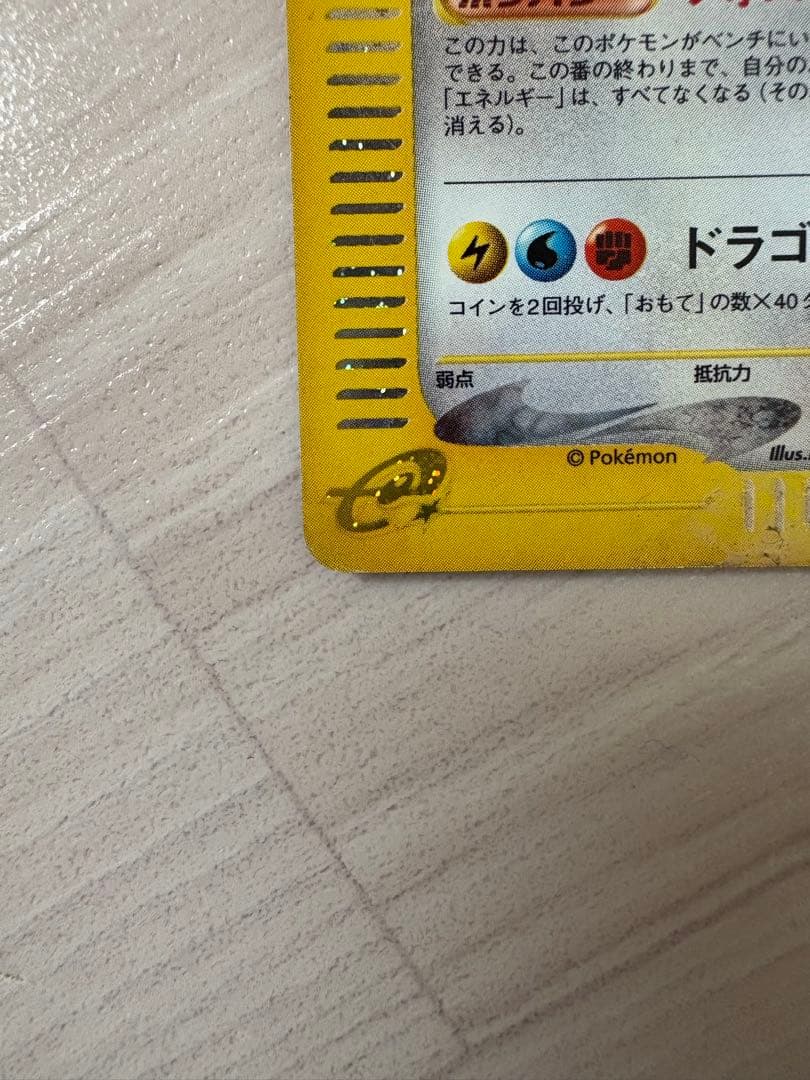 この力は、このポケモンがベンチにい
できる。この番の終わりまで、自分の
「エネルギー」は、すべてなくなる（その
消える）。
ドラゴ
コインを2回投げ、「おもて」の数×40
弱点
抵抗力
© Pokémon
Illus.